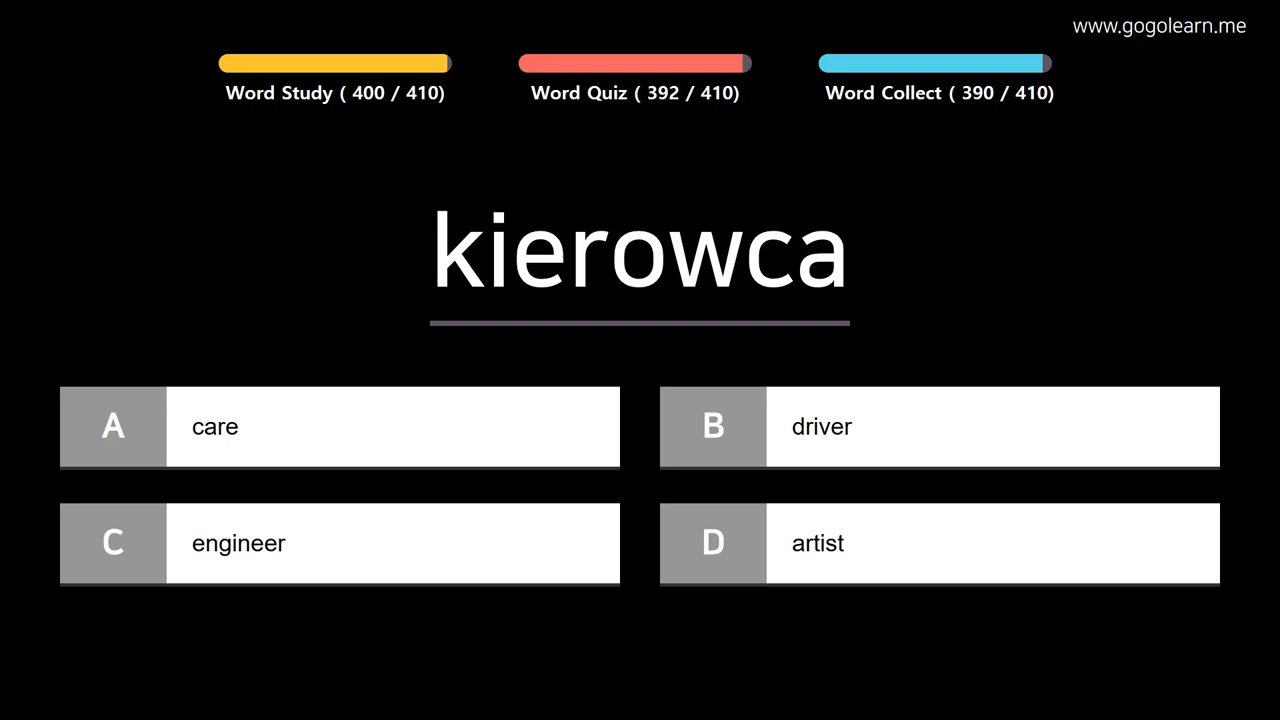 www.gogolearn.me
Word Study ( 400 / 410)
Word Quiz ( 392 / 410)
Word Collect ( 390 / 410)
kierowca
A care
B driver
C engineer
D artist